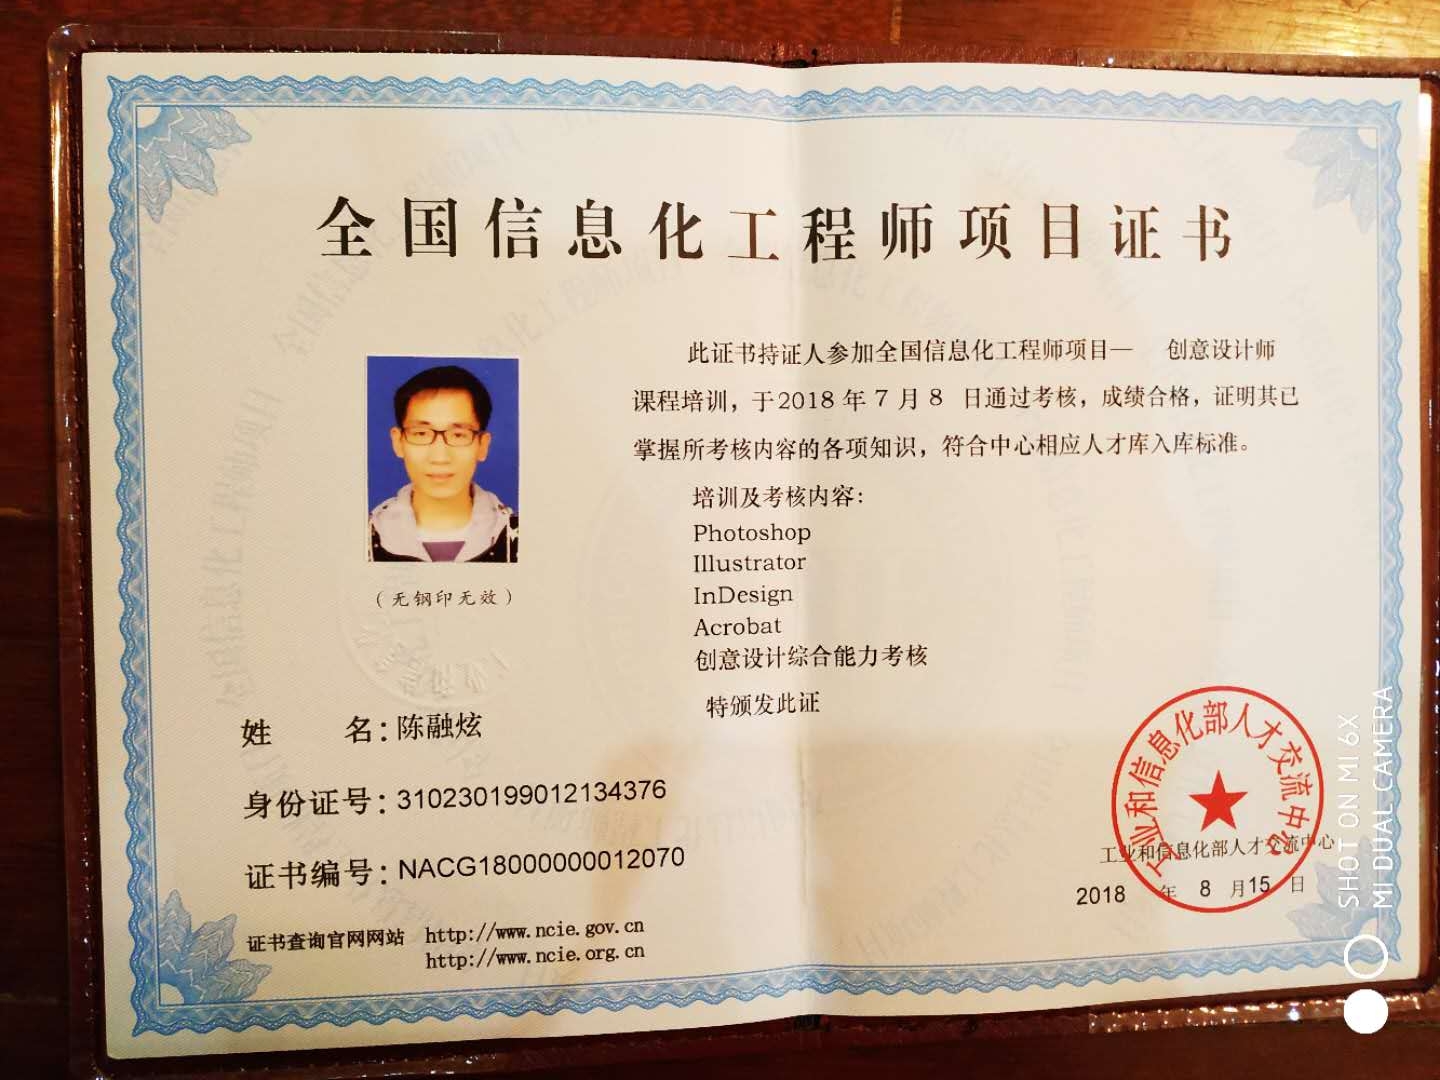 全国信息化工程师项目证书
此证书持证人参加全国信息化工程师项目— 创意设计师
课程培训，于2018年7月8日通过考核，成绩合格，证明其已
掌握所考核内容的各项知识，符合中心相应人才库入库标准。
培训及考核内容：
Photoshop
Illustrator
InDesign
Acrobat
创意设计综合能力考核
特颁发此证
（无钢印无效）
姓 名：陈融炫
身份证号：310230199012134376
证书编号：NACG18000000012070
证书查询官网网站 http://www.ncie.gov.cn
http://www.ncie.org.cn
工业和信息化部人才交流中心
工业和信息化部人才交流中心
2018 年 8 月 15 日
SHOT ON MI 6X
MI DUAL CAMERA